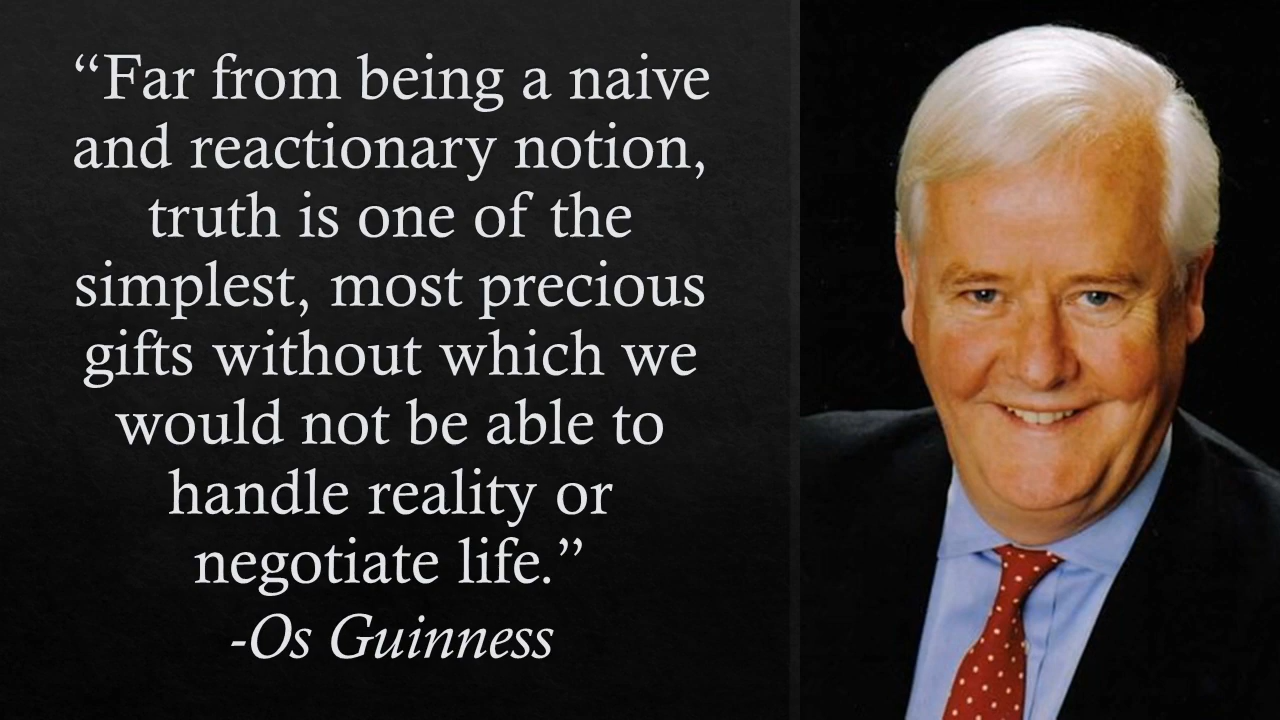 “Far from being a naive
and reactionary notion,
truth is one of the
simplest, most precious
gifts without which we
would not be able to
handle reality or
negotiate life.”
-Os Guinness